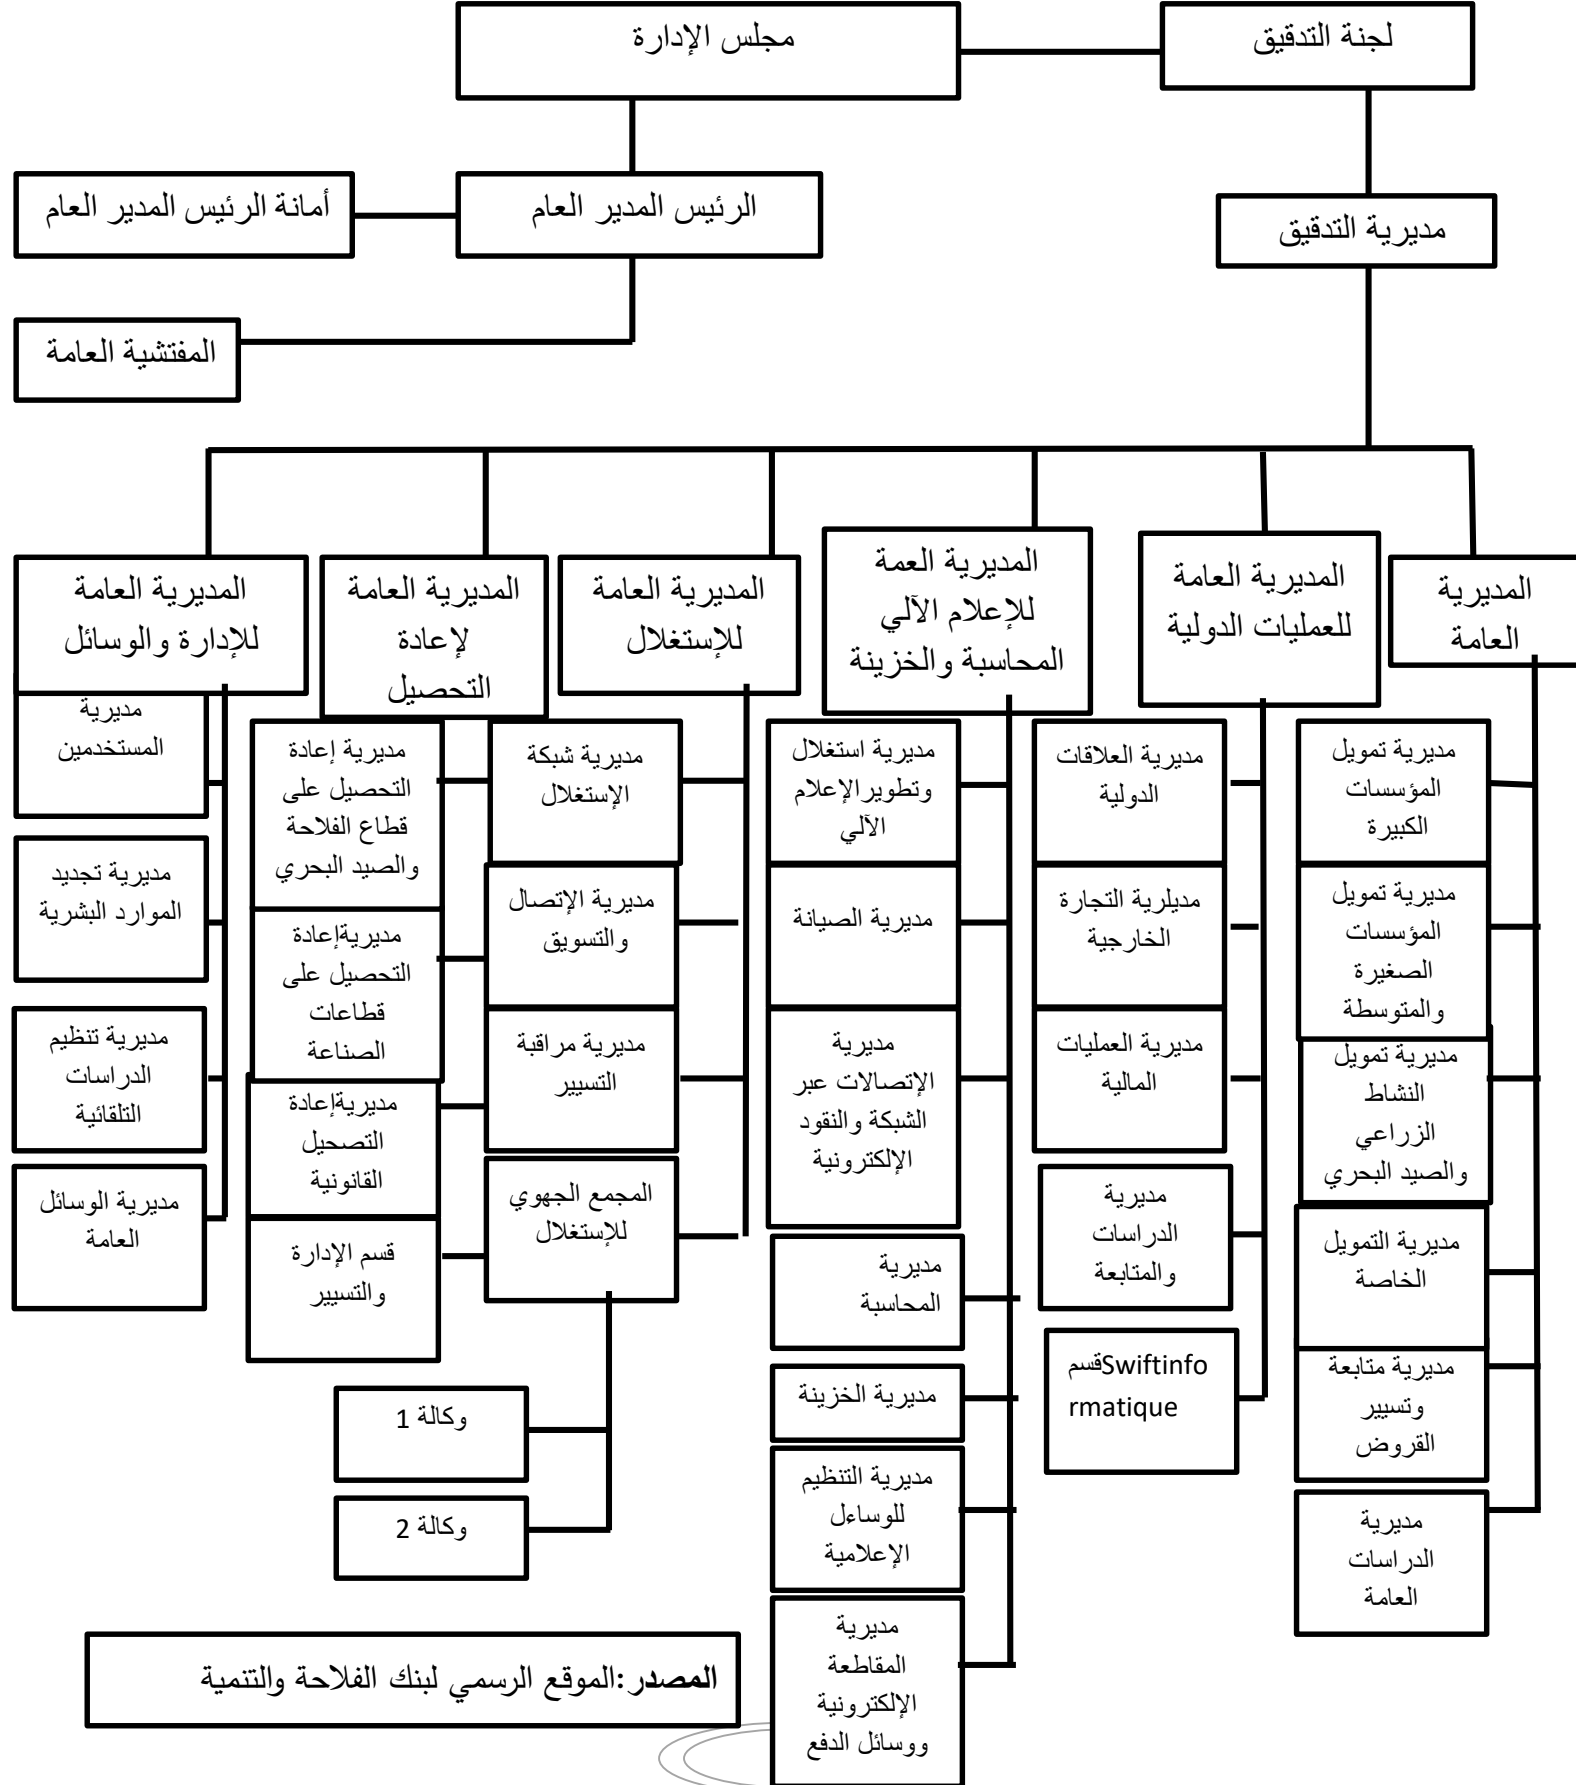 لجنة التدقيق
مجلس الإدارة
الرئيس المدير العام
أمانة الرئيس المدير العام
مديرية التدقيق
المفتشية العامة
المديرية
العامة
المديرية العامة
للعمليات الدولية
المديرية العمة
للإعلام الآلي
المحاسبة والخزينة
المديرية العامة
للإستغلال
المديرية العامة
لإعادة
التحصيل
المديرية العامة
للإدارة والوسائل
مديرية تمويل
المؤسسات
الكبيرة
مديرية تمويل
المؤسسات
الصغيرة
والمتوسطة
مديرية تمويل
النشاط
الزراعي
والصيد البحري
مديرية التمويل
الخاصة
مديرية متابعة
وتسيير
القروض
مديرية
الدراسات
العامة
مديرية العلاقات
الدولية
مديلرية التجارة
الخارجية
مديرية العمليات
المالية
مديرية
الدراسات
والمتابعة
قسمSwiftinfo
rmatique
مديرية استغلال
وتطويرالإعلام
الآلي
مديرية الصيانة
مديرية
الإتصالات عبر
الشبكة والنقود
الإلكترونية
مديرية
المحاسبة
مديرية الخزينة
مديرية التنظيم
للوساءل
الإعلامية
مديرية
المقاطعة
الإلكترونية
ووسائل الدفع
مديرية شبكة
الإستغلال
مديرية الإتصال
والتسويق
مديرية مراقبة
التسيير
المجمع الجهوي
للإستغلال
وكالة 1
وكالة 2
مديرية إعادة
التحصيل على
قطاع الفلاحة
والصيد البحري
مديريةإعادة
التحصيل على
قطاعات
الصناعة
مديريةإعادة
التصحيل
القانونية
قسم الإدارة
والتسيير
مديرية
المستخدمين
مديرية تجديد
الموارد البشرية
مديرية تنظيم
الدراسات
التلقائية
مديرية الوسائل
العامة
المصدر:الموقع الرسمي لبنك الفلاحة والتنمية